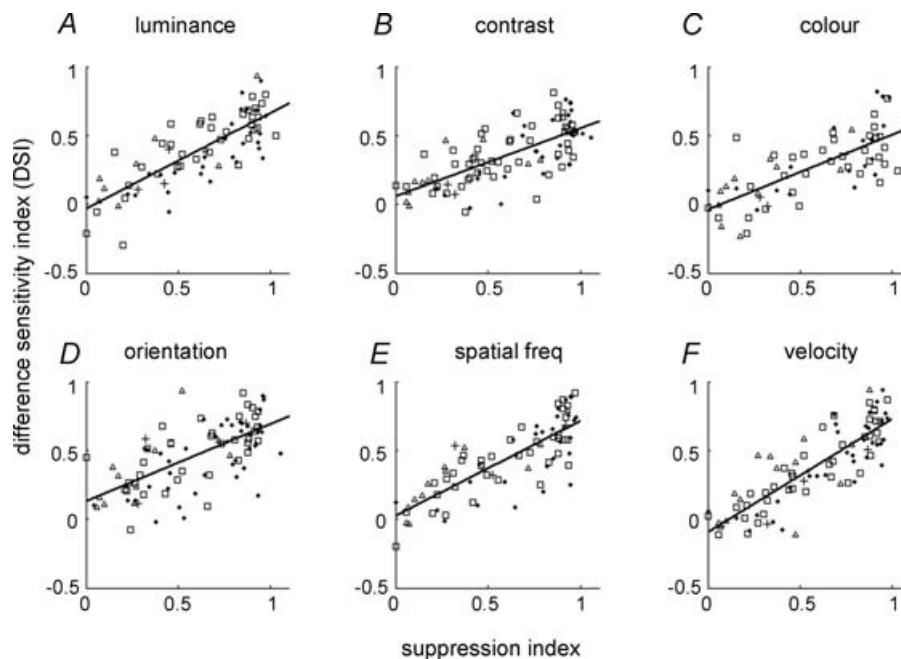 A luminance
B contrast
C colour
1
0.5
0
-0.5
0 0.5 1
1
0.5
0
-0.5
0 0.5 1
1
0.5
0
-0.5
0 0.5 1
difference sensitivity index (DSI)
D orientation
E spatial freq
F velocity
1
0.5
0
-0.5
0 0.5 1
1
0.5
0
-0.5
0 0.5 1
1
0.5
0
-0.5
0 0.5 1
suppression index